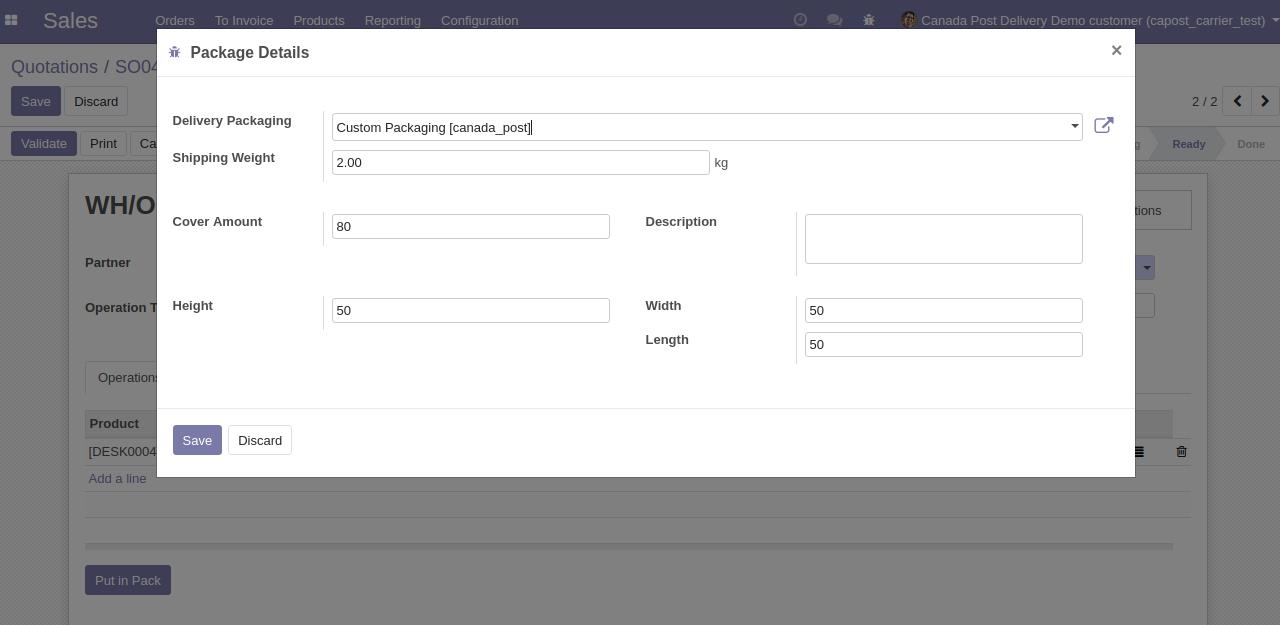 Sales Orders To Invoice Products Reporting Configuration Canada Post Delivery Demo customer (capost_carrier_test)
Package Details ×
Quotations / SO04
Save Discard 2 / 2
Validate Print Ca Ready Done
Delivery Packaging Custom Packaging [canada_post]
Shipping Weight 2.00 kg
WH/O tions
Cover Amount 80 Description
Partner
Operation T
Height 50 Width 50
Length 50
Operations
Product
[DESK0004
Save Discard
Add a line
Put in Pack